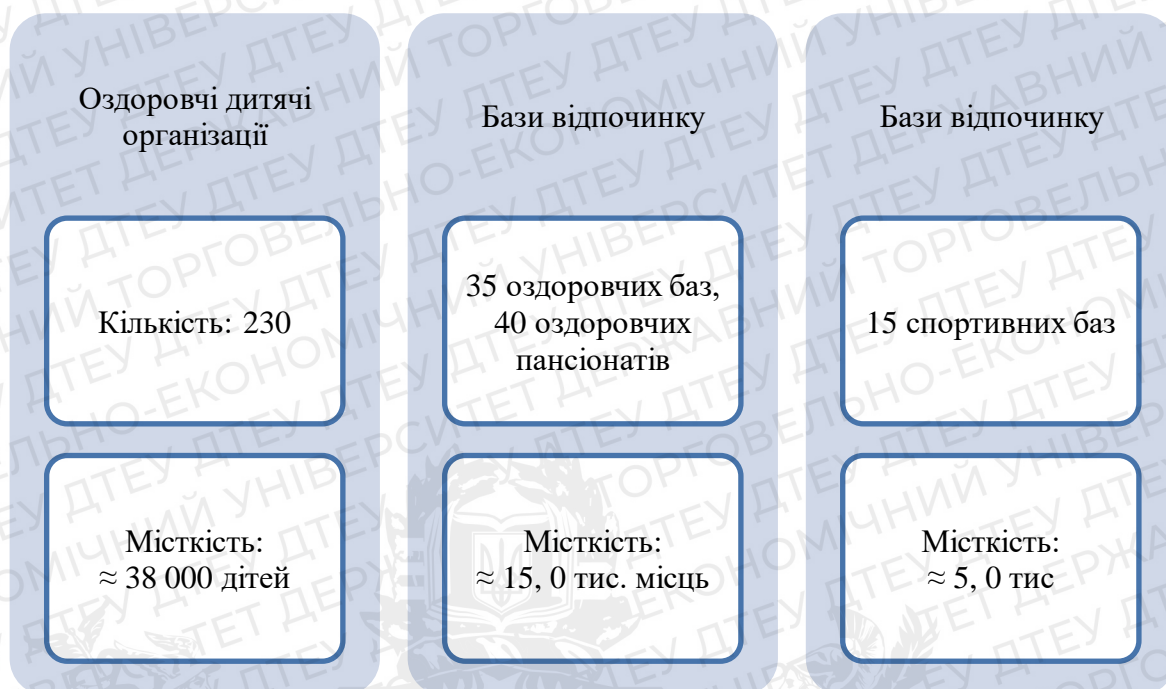 Оздоровчі дитячі
організації
Кількість: 230
Місткість:
≈ 38 000 дітей
Бази відпочинку
35 оздоровчих баз,
40 оздоровчих
пансіонатів
Місткість:
≈ 15, 0 тис. місць
Бази відпочинку
15 спортивних баз
Місткість:
≈ 5, 0 тис